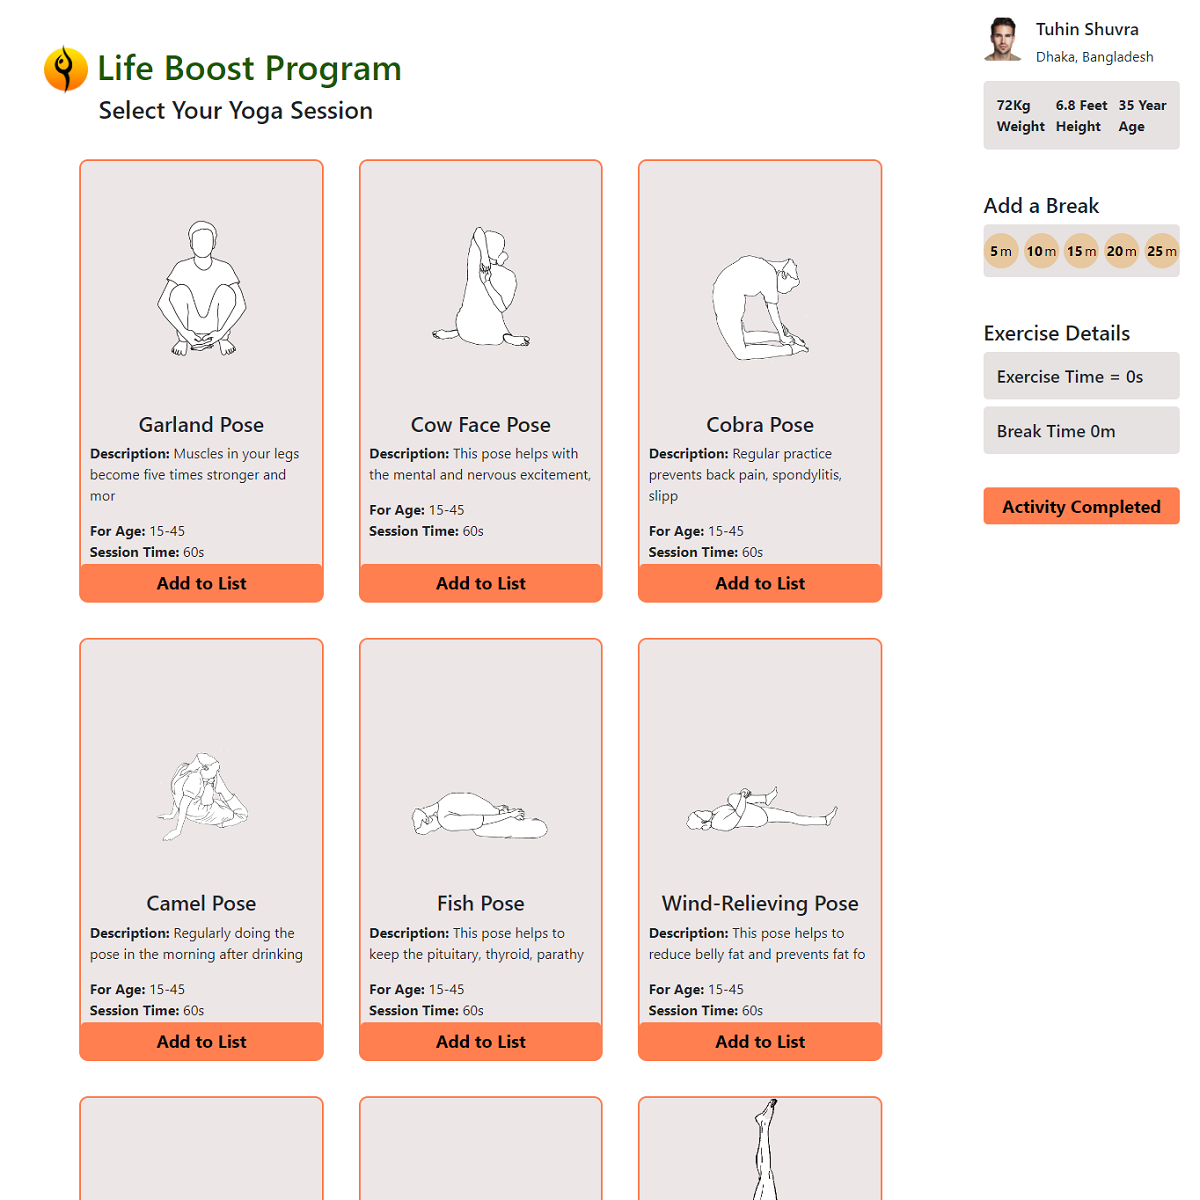 Life Boost Program
Select Your Yoga Session
Tuhin Shuvra
Dhaka, Bangladesh
72Kg
Weight
6.8 Feet
Height
35 Year
Age
Add a Break
5m 10m 15m 20m 25m
Exercise Details
Exercise Time = 0s
Break Time 0m
Activity Completed
Garland Pose
Description: Muscles in your legs
become five times stronger and
mor
For Age: 15-45
Session Time: 60s
Add to List
Cow Face Pose
Description: This pose helps with
the mental and nervous excitement,
For Age: 15-45
Session Time: 60s
Add to List
Cobra Pose
Description: Regular practice
prevents back pain, spondylitis,
slipp
For Age: 15-45
Session Time: 60s
Add to List
Camel Pose
Description: Regularly doing the
pose in the morning after drinking
For Age: 15-45
Session Time: 60s
Add to List
Fish Pose
Description: This pose helps to
keep the pituitary, thyroid, parathy
For Age: 15-45
Session Time: 60s
Add to List
Wind-Relieving Pose
Description: This pose helps to
reduce belly fat and prevents fat fo
For Age: 15-45
Session Time: 60s
Add to List